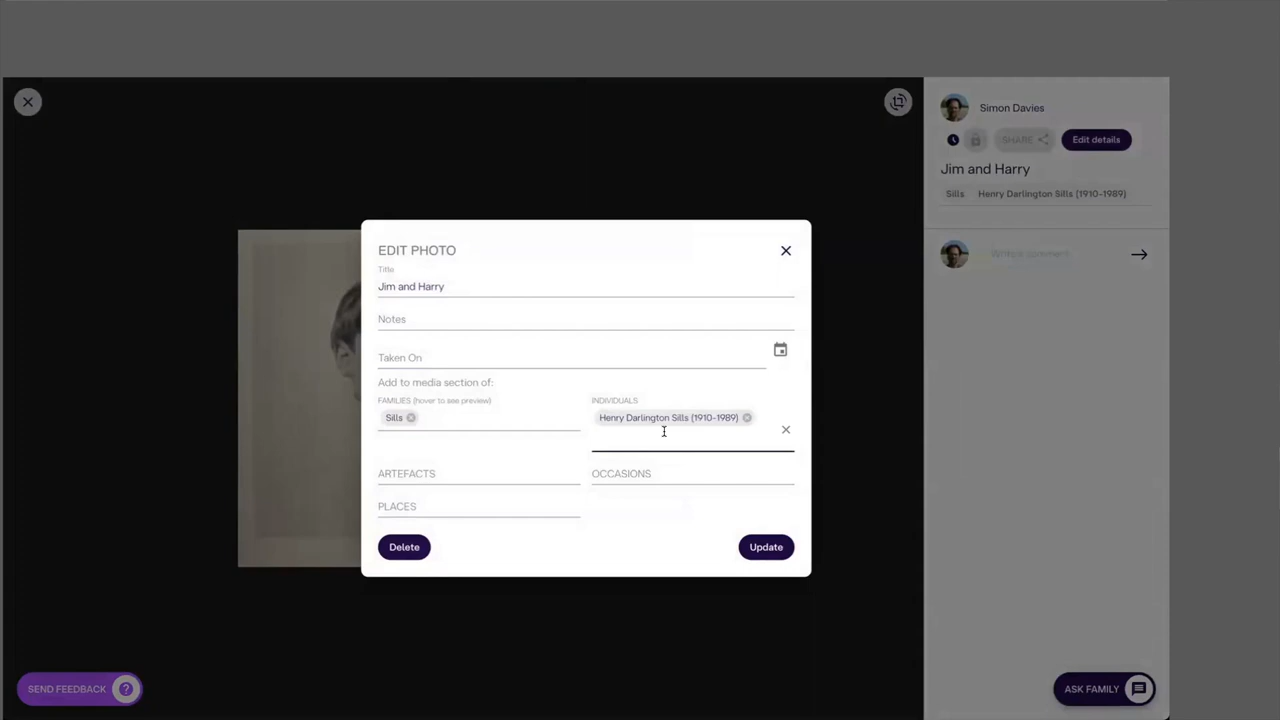 Simon Davies
SHARE
Edit details
Jim and Harry
Sills Henry Darlington Sills (1910-1989)
Write a comment
EDIT PHOTO
Title
Jim and Harry
Notes
Taken On
Add to media section of:
FAMILIES (hover to see preview)
INDIVIDUALS
Sills
Henry Darlington Sills (1910-1989)
ARTEFACTS
OCCASIONS
PLACES
Delete
Update
SEND FEEDBACK ?
ASK FAMILY